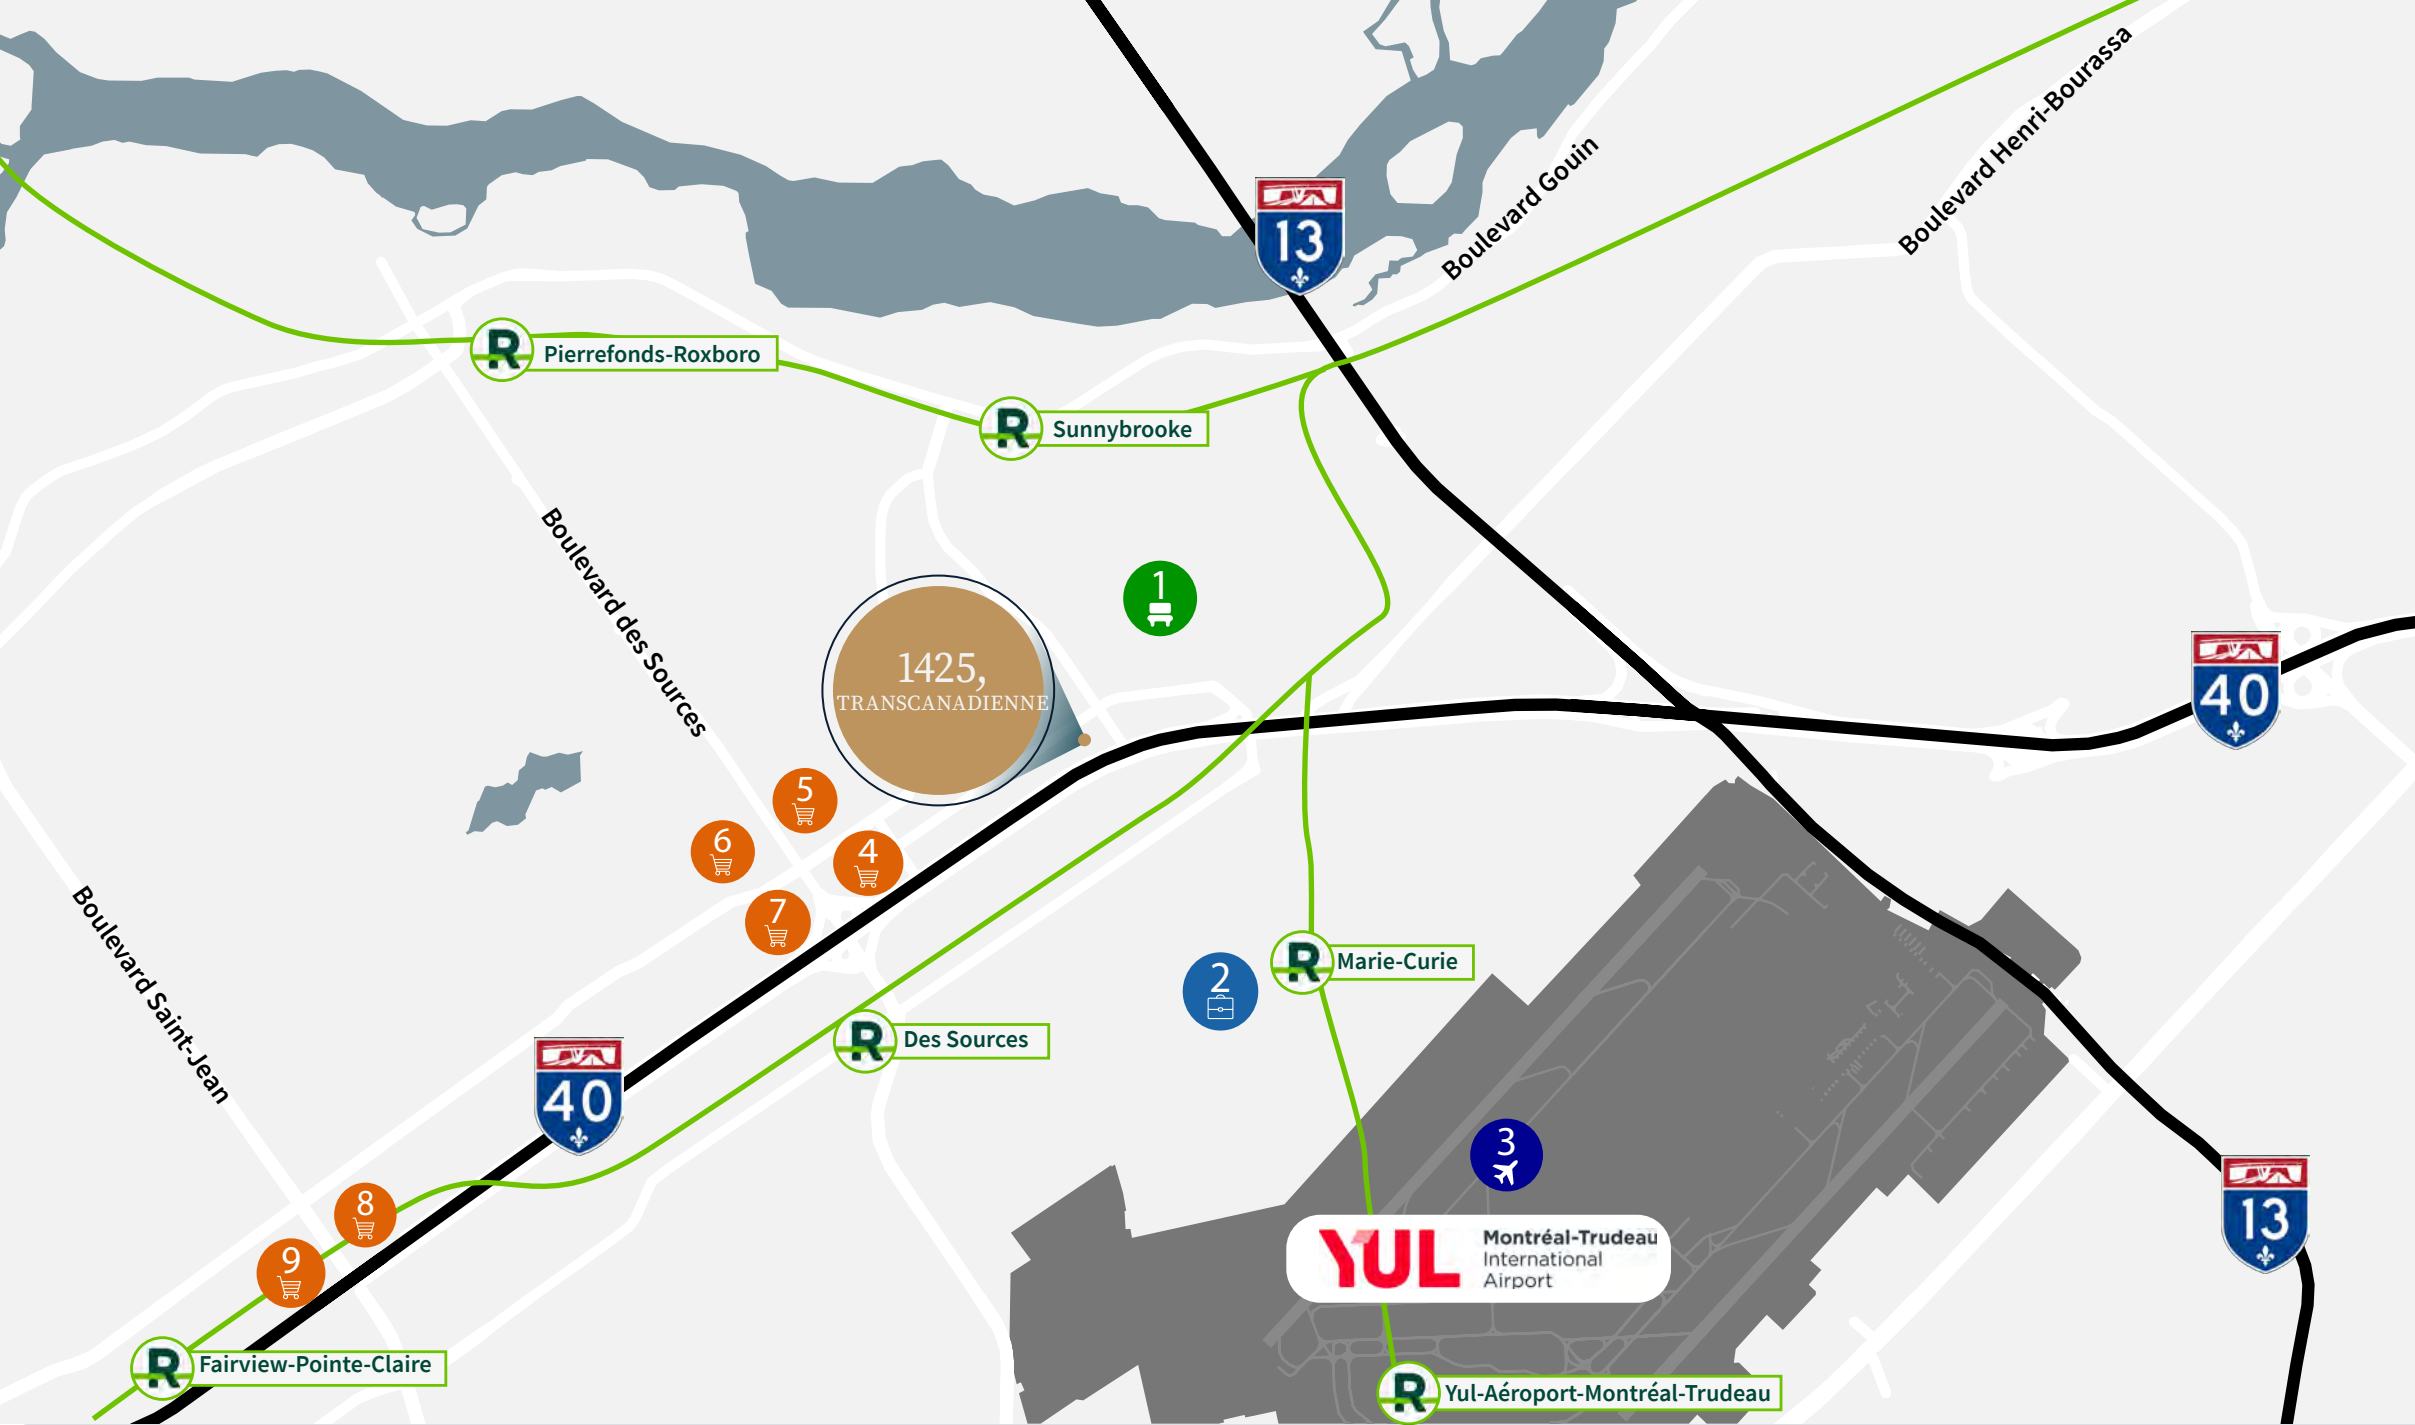 Boulevard Henri-Bourassa
Boulevard Gouin
13
R
Pierrefonds-Roxboro
R
Sunnybrooke
Boulevard des Sources
1
1425,
TRANSCANADIENNE
40
5
6
4
7
Boulevard Saint-Jean
R
Marie-Curie
2
R
Des Sources
40
3
13
8
9
YUL
Montréal-Trudeau
International
Airport
R
Fairview-Pointe-Claire
R
Yul-Aéroport-Montréal-Trudeau